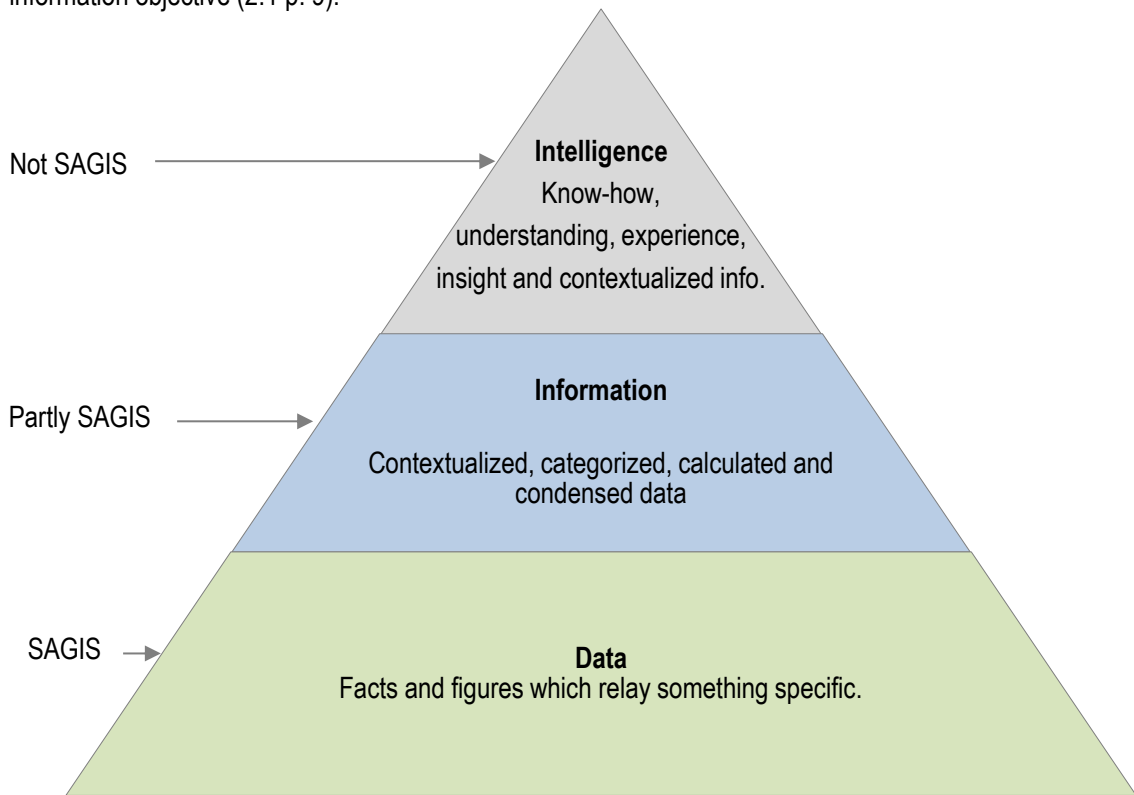 information objective (2.1 p. 9).
Not SAGIS
Intelligence
Know-how,
understanding, experience,
insight and contextualized info.
Partly SAGIS
Information
Contextualized, categorized, calculated and
condensed data
SAGIS
Data
Facts and figures which relay something specific.